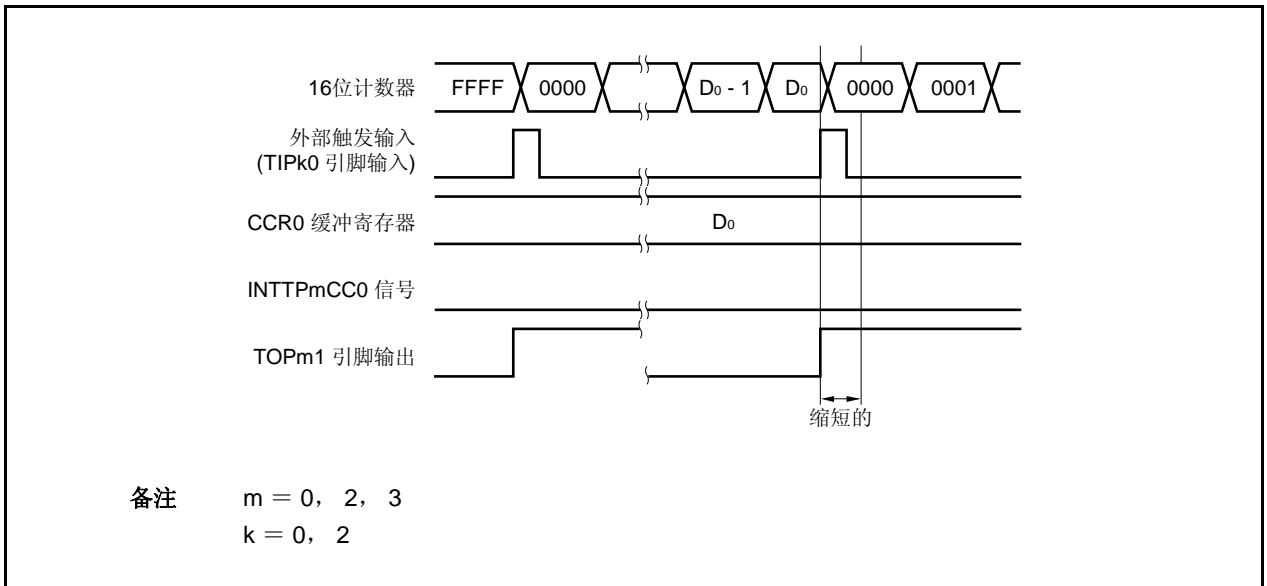 16位计数器 FFFF 0000 D0 - 1 D0 0000 0001
外部触发输入
(TIPk0 引脚输入)
CCR0 缓冲寄存器 D0
INTTPmCC0 信号
TOPm1 引脚输出
缩短的
备注 m = 0, 2, 3
k = 0, 2